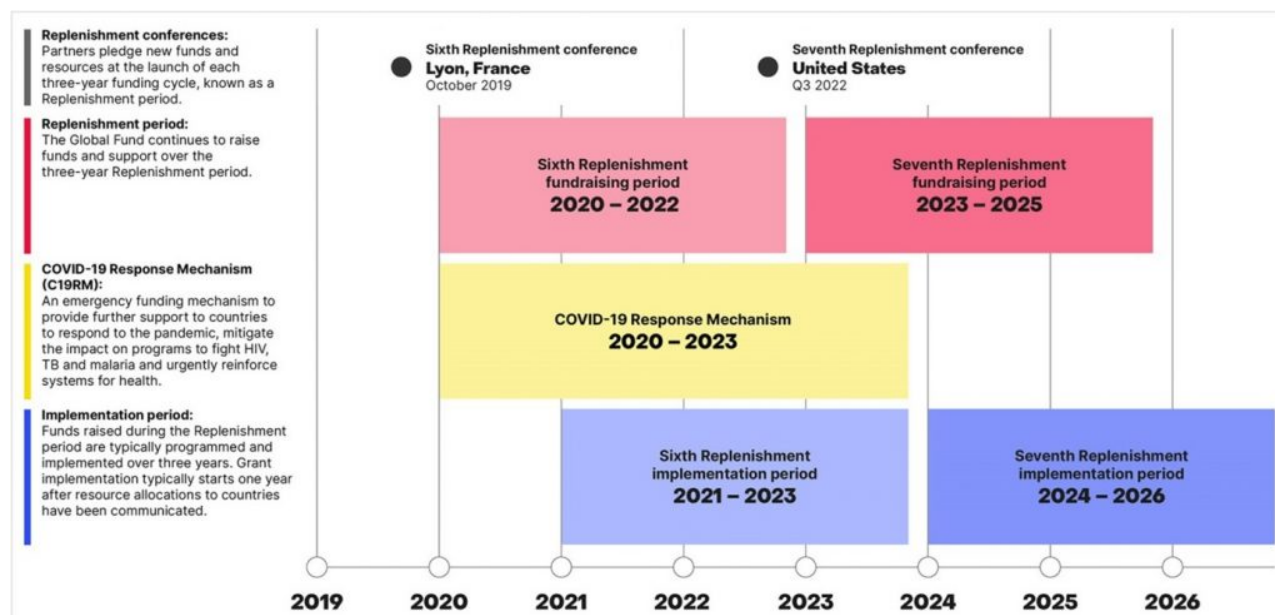 Replenishment conferences:
Partners pledge new funds and
resources at the launch of each
three-year funding cycle, known as a
Replenishment period.
Sixth Replenishment conference
Lyon, France
October 2019
Seventh Replenishment conference
United States
Q3 2022
Replenishment period:
The Global Fund continues to raise
funds and support over the
three-year Replenishment period.
Sixth Replenishment
fundraising period
2020 – 2022
Seventh Replenishment
fundraising period
2023 – 2025
COVID-19 Response Mechanism
(C19RM):
An emergency funding mechanism to
provide further support to countries
to respond to the pandemic, mitigate
the impact on programs to fight HIV,
TB and malaria and urgently reinforce
systems for health.
COVID-19 Response Mechanism
2020 – 2023
Implementation period:
Funds raised during the Replenishment
period are typically programmed and
implemented over three years. Grant
implementation typically starts one year
after resource allocations to countries
have been communicated.
Sixth Replenishment
implementation period
2021 – 2023
Seventh Replenishment
implementation period
2024 – 2026
2019 2020 2021 2022 2023 2024 2025 2026